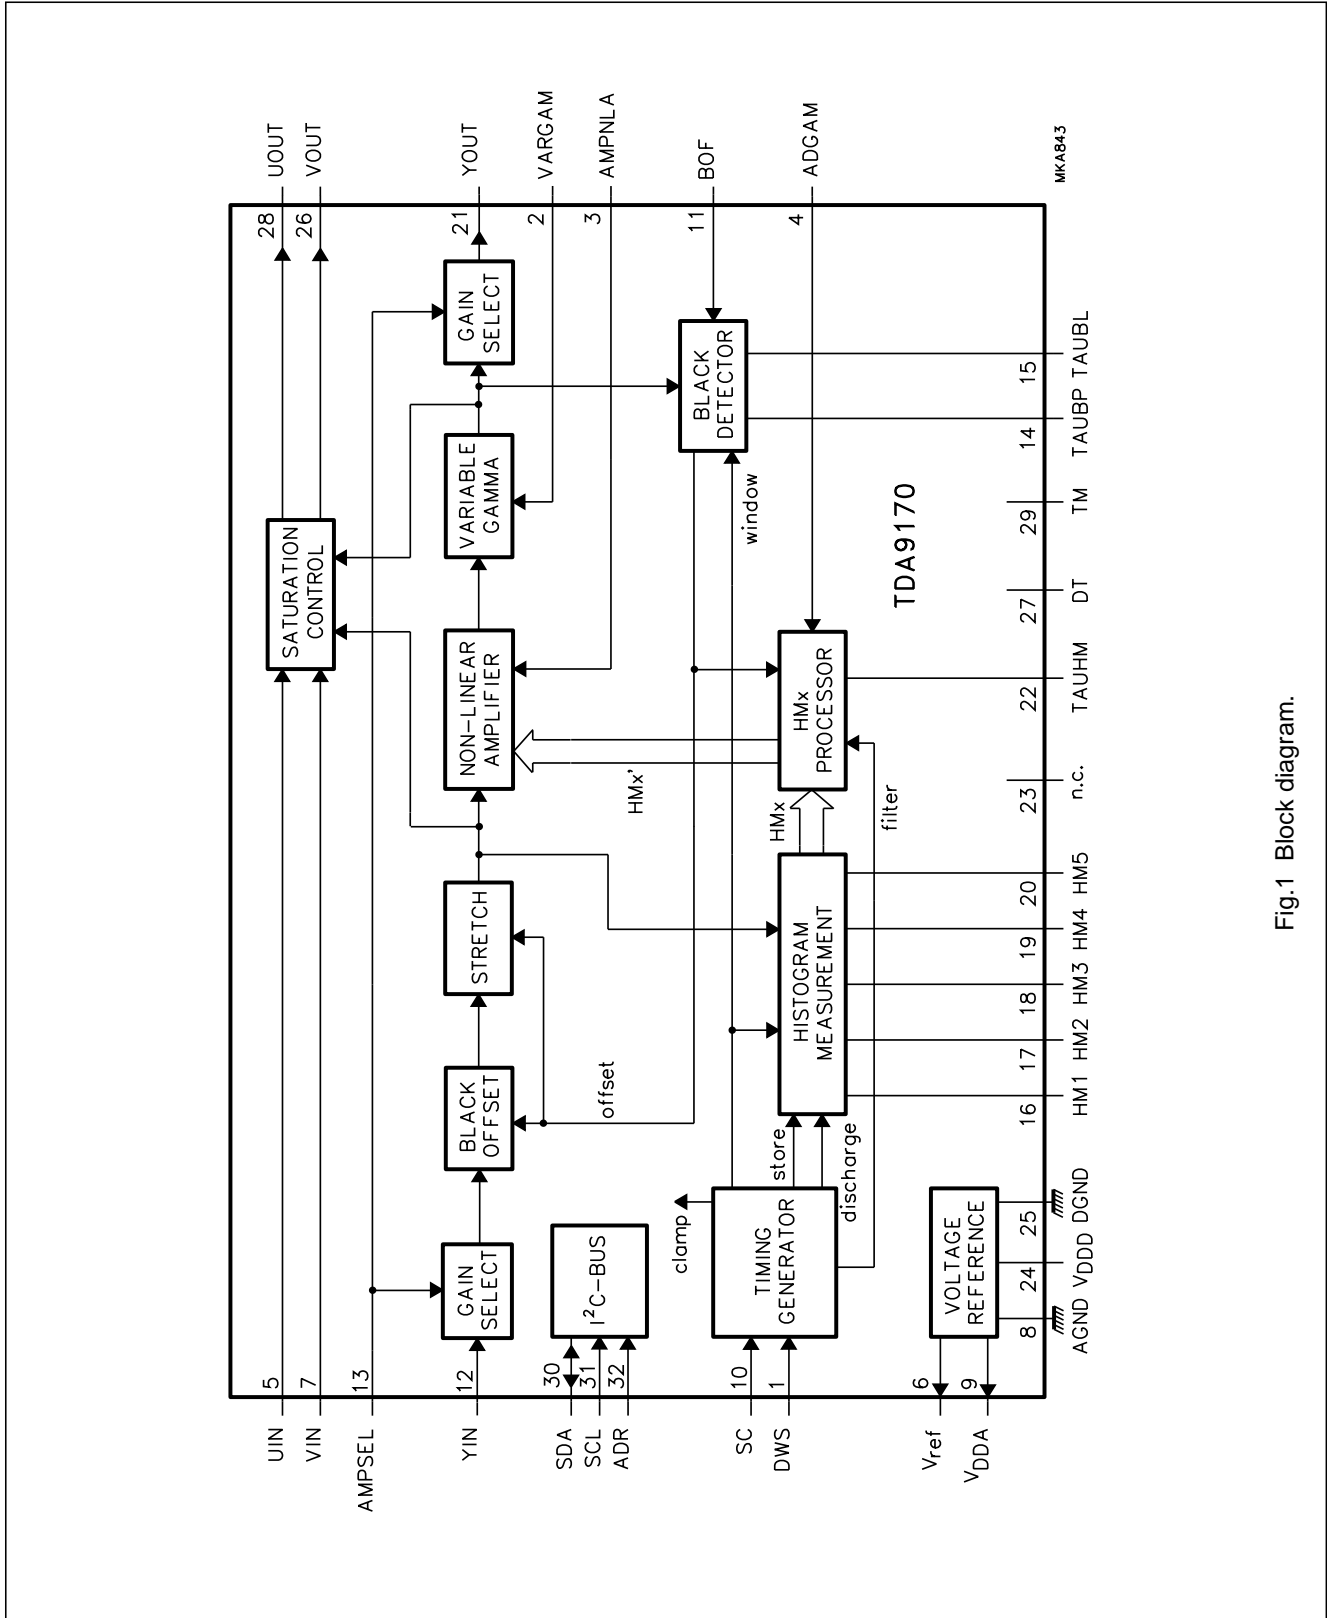 UIN
5
VIN
7
AMPSEL
13
YIN
12
SDA
30
SCL
31
ADR
32
SC
10
DWS
1
Vref
6
VDDA
9
GAIN
SELECT
BLACK
OFFSET
STRETCH
NON-LINEAR
AMPLIFIER
VARIABLE
GAMMA
GAIN
SELECT
SATURATION
CONTROL
I²C-BUS
TIMING
GENERATOR
VOLTAGE
REFERENCE
HISTOGRAM
MEASUREMENT
HMx
PROCESSOR
BLACK
DETECTOR
clamp
store
discharge
offset
HMx'
HMx
filter
window
TDA9170
28
UOUT
26
VOUT
21
YOUT
2
VARGAM
3
AMPNLA
11
BOF
4
ADGAM
8
AGND
24
VDDD
25
DGND
16
HM1
17
HM2
18
HM3
19
HM4
20
HM5
23
n.c.
22
TAUHM
27
DT
29
TM
14
TAUBP
15
TAUBL
MKA843
Fig.1 Block diagram.